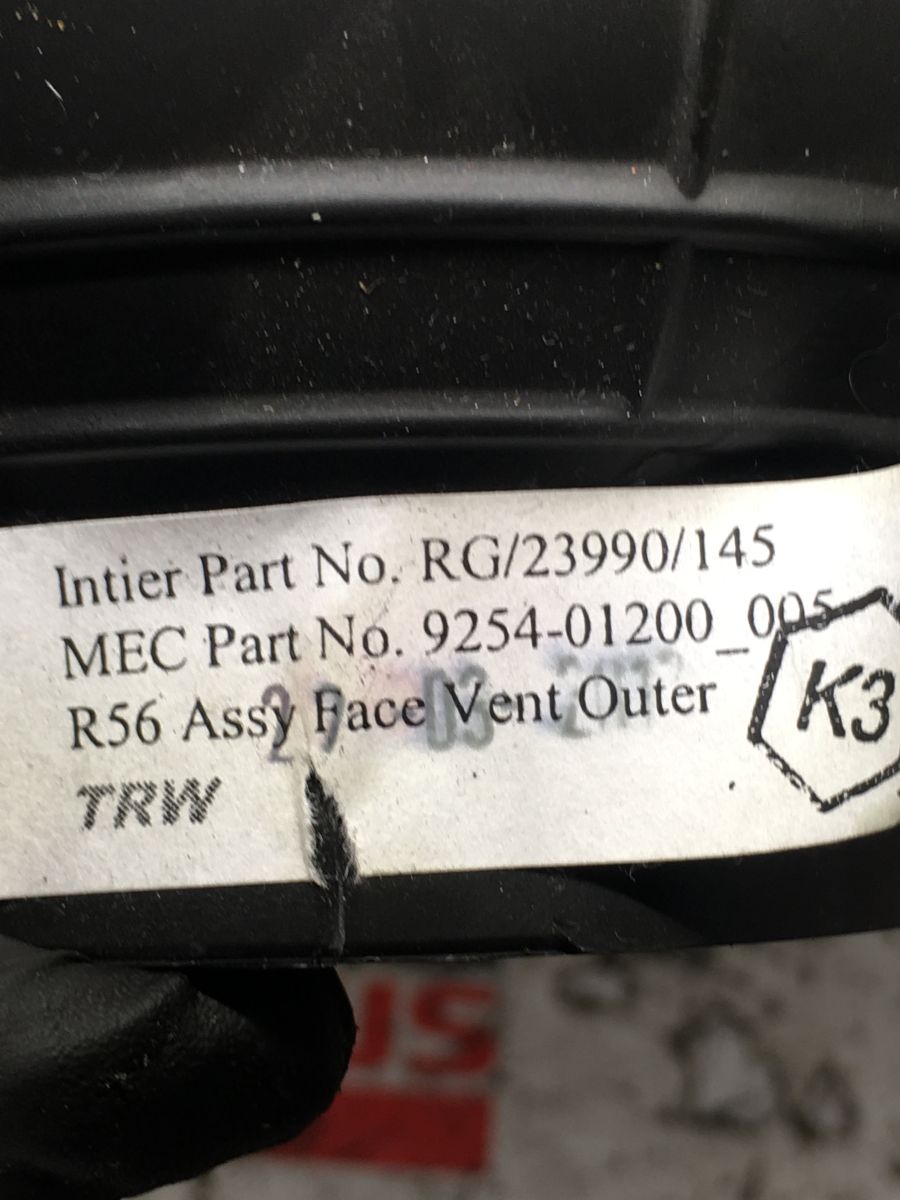 Intier Part No. RG/23990/145
MEC Part No. 9254-01200_005
R56 Assy Face Vent Outer
TRW
K3